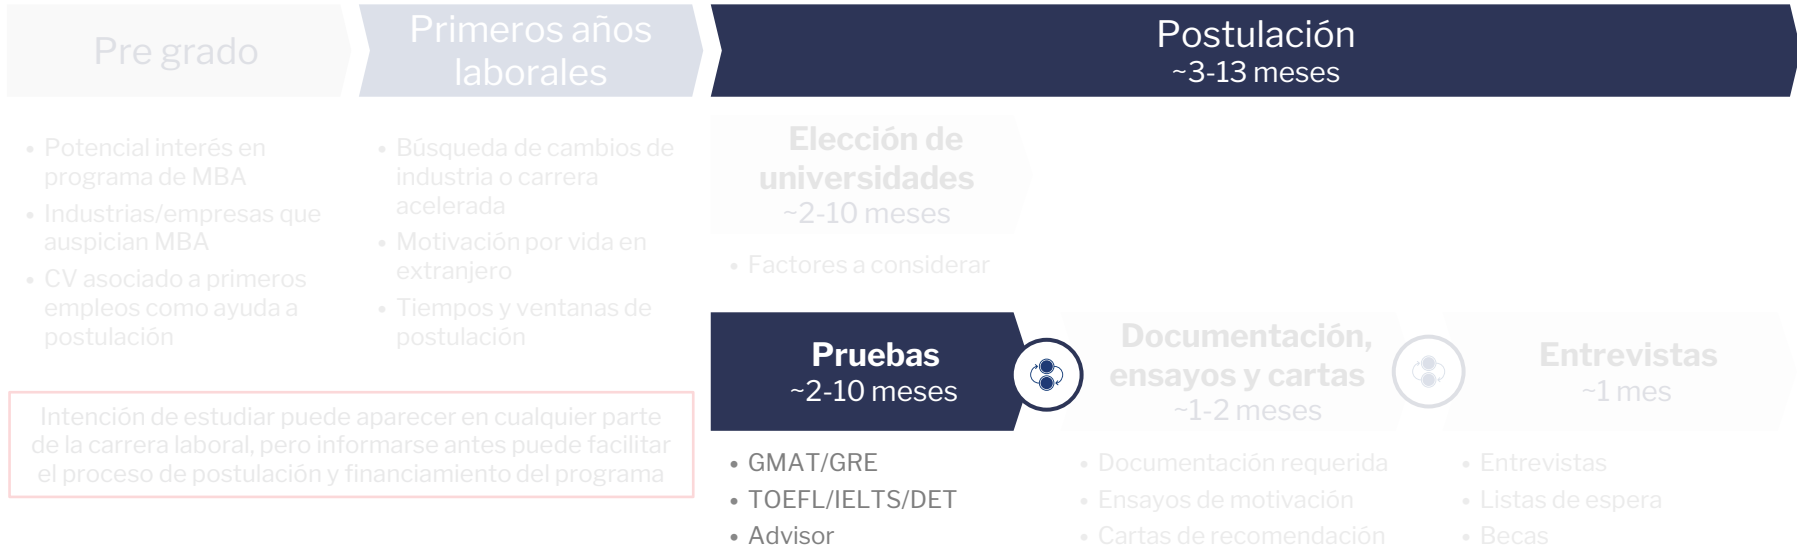 Pre grado
Primeros años
laborales
Postulación
~3-13 meses
• Potencial interés en
programa de MBA
• Industrias/empresas que
auspician MBA
• CV asociado a primeros
empleos como ayuda a
postulación
• Búsqueda de cambios de
industria o carrera
acelerada
• Motivación por vida en
extranjero
• Tiempos y ventanas de
postulación
Intención de estudiar puede aparecer en cualquier parte
de la carrera laboral, pero informarse antes puede facilitar
el proceso de postulación y financiamiento del programa
Elección de
universidades
~2-10 meses
• Factores a considerar
Pruebas
~2-10 meses
• GMAT/GRE
• TOEFL/IELTS/DET
• Advisor
Documentación,
ensayos y cartas
~1-2 meses
• Documentación requerida
• Ensayos de motivación
• Cartas de recomendación
Entrevistas
~1 mes
• Entrevistas
• Listas de espera
• Becas